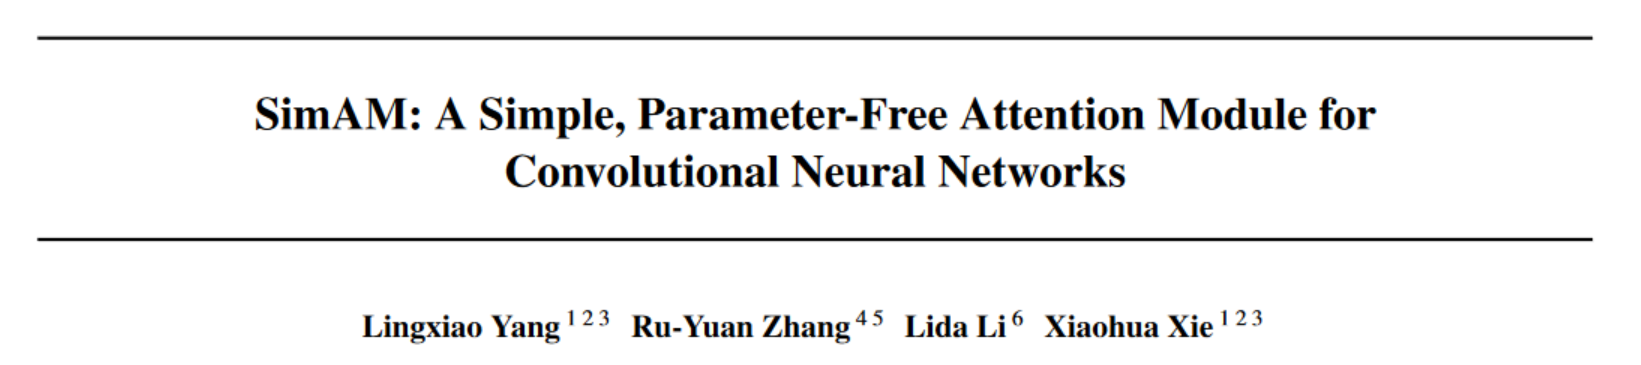 SimAM: A Simple, Parameter-Free Attention Module for
Convolutional Neural Networks
Lingxiao Yang 1 2 3 Ru-Yuan Zhang 4 5 Lida Li 6 Xiaohua Xie 1 2 3